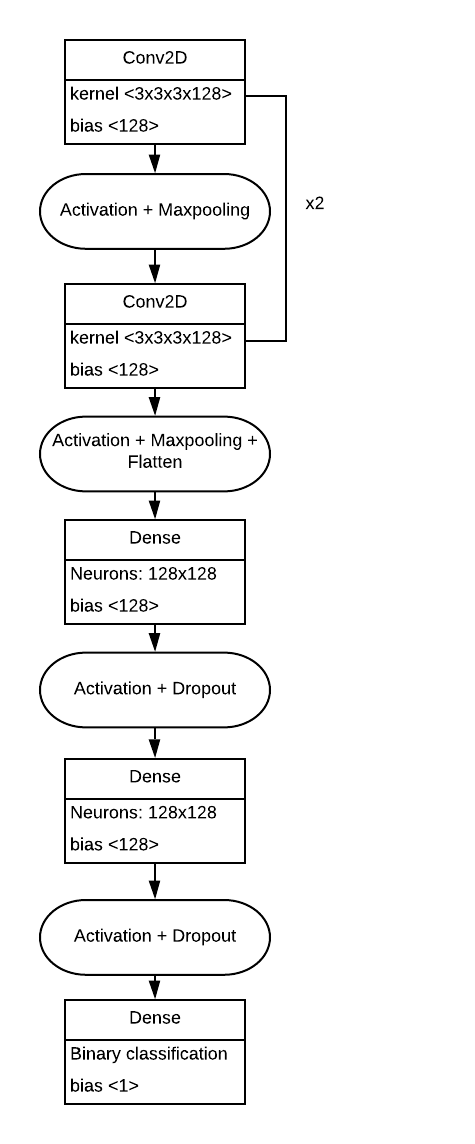 Conv2D
kernel <3x3x3x128>
bias <128>
Activation + Maxpooling
x2
Conv2D
kernel <3x3x3x128>
bias <128>
Activation + Maxpooling +
Flatten
Dense
Neurons: 128x128
bias <128>
Activation + Dropout
Dense
Neurons: 128x128
bias <128>
Activation + Dropout
Dense
Binary classification
bias <1>